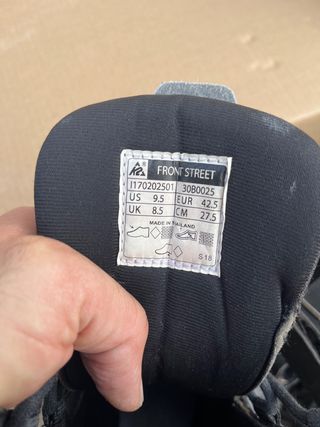 FRONT STREET
J170202501 30B0025
US 9.5 EUR 42.5
UK 8.5 CM 27.5
MADE IN THAILAND
S18